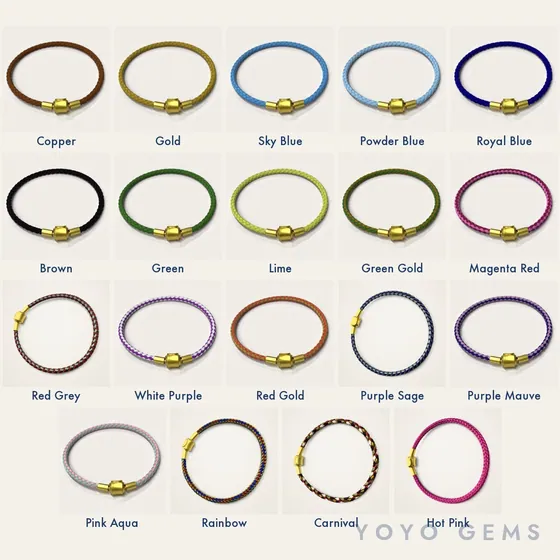 Copper Gold Sky Blue Powder Blue Royal Blue
Brown Green Lime Green Gold Magenta Red
Red Grey White Purple Red Gold Purple Sage Purple Mauve
Pink Aqua Rainbow Carnival Hot Pink
YOYO GEMS